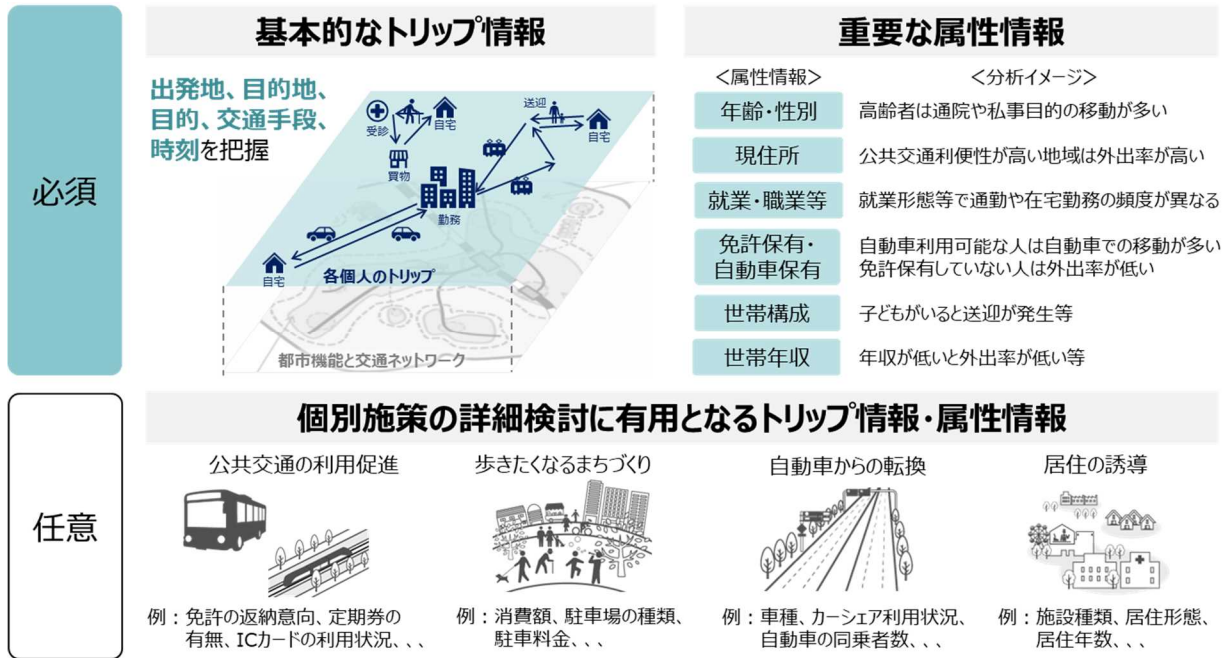 必須
基本的なトリップ情報
出発地、目的地、
目的、交通手段、
時刻を把握
受診
自宅
買物
送迎
自宅
勤務
自宅
各個人のトリップ
都市機能と交通ネットワーク
重要な属性情報
<属性情報>
<分析イメージ>
年齢・性別
高齢者は通院や私事目的の移動が多い
現住所
公共交通利便性が高い地域は外出率が高い
就業・職業等
就業形態等で通勤や在宅勤務の頻度が異なる
免許保有・
自動車保有
自動車利用可能な人は自動車での移動が多い
免許保有していない人は外出率が低い
世帯構成
子どもがいると送迎が発生等
世帯年収
年収が低いと外出率が低い等
任意
個別施策の詳細検討に有用となるトリップ情報・属性情報
公共交通の利用促進
例：免許の返納意向、定期券の
有無、ICカードの利用状況、、、
歩きたくなるまちづくり
例：消費額、駐車場の種類、
駐車料金、、、
自動車からの転換
例：車種、カーシェア利用状況、
自動車の同乗者数、、、
居住の誘導
例：施設種類、居住形態、
居住年数、、、